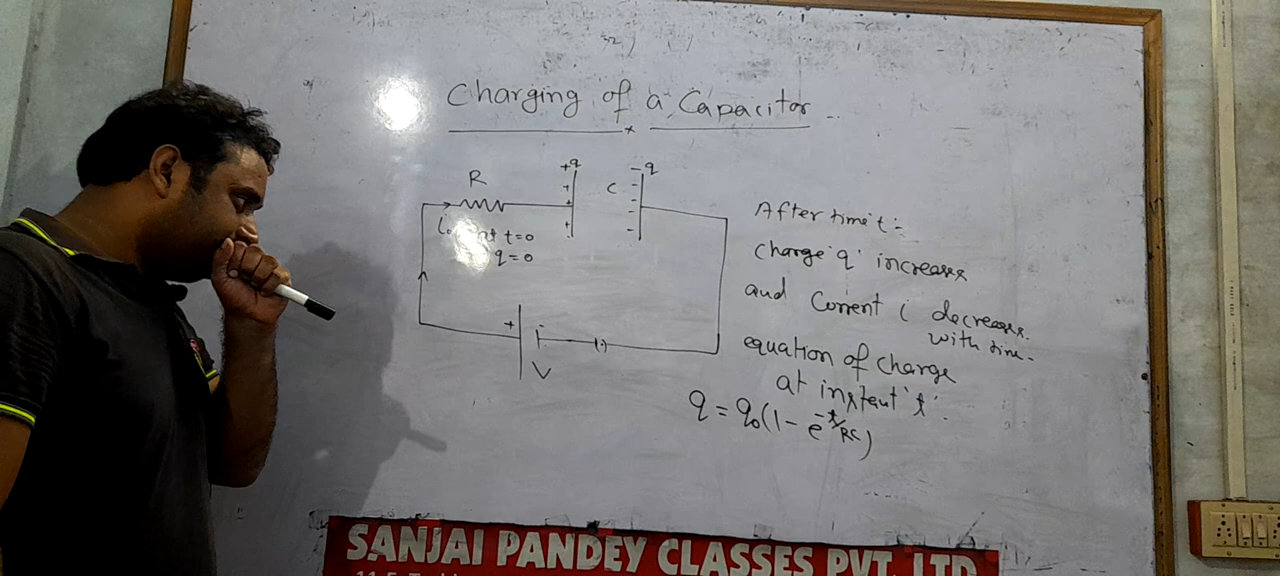 Charging of a Capacitor
+q
-q
R
C
t=0
q=0
+
-
V
After time t:-
charge 'q' increases
and Current i decreases
with time.
equation of charge
at instant 't'.
q = q₀(1 - e^-t/RC)
SANJAI PANDEY CLASSES PVT. LTD